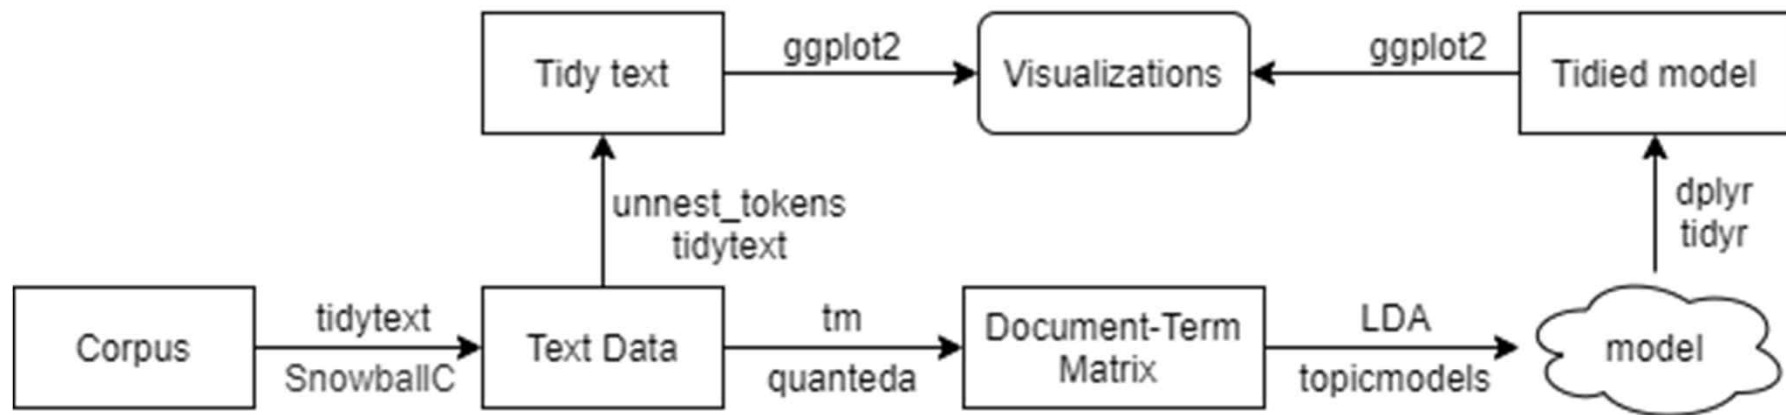 Tidy text
ggplot2
Visualizations
ggplot2
Tidied model
unnest_tokens
tidytext
dplyr
tidyr
Corpus
tidytext
SnowballC
Text Data
tm
quanteda
Document-Term
Matrix
LDA
topicmodels
model